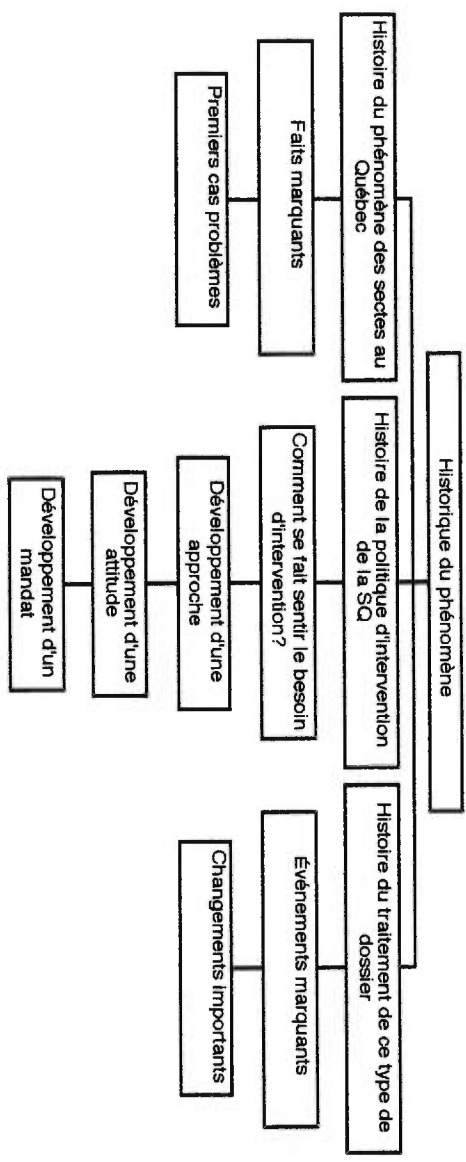 Historique du phénomène
Histoire du phénomène des sectes au
Québec
Faits marquants
Premiers cas problèmes
Histoire de la politique d'intervention
de la SQ
Comment se fait sentir le besoin
d'intervention?
Développement d'une
approche
Développement d'une
attitude
Développement d'un
mandat
Histoire du traitement de ce type de
dossier
Événements marquants
Changements importants